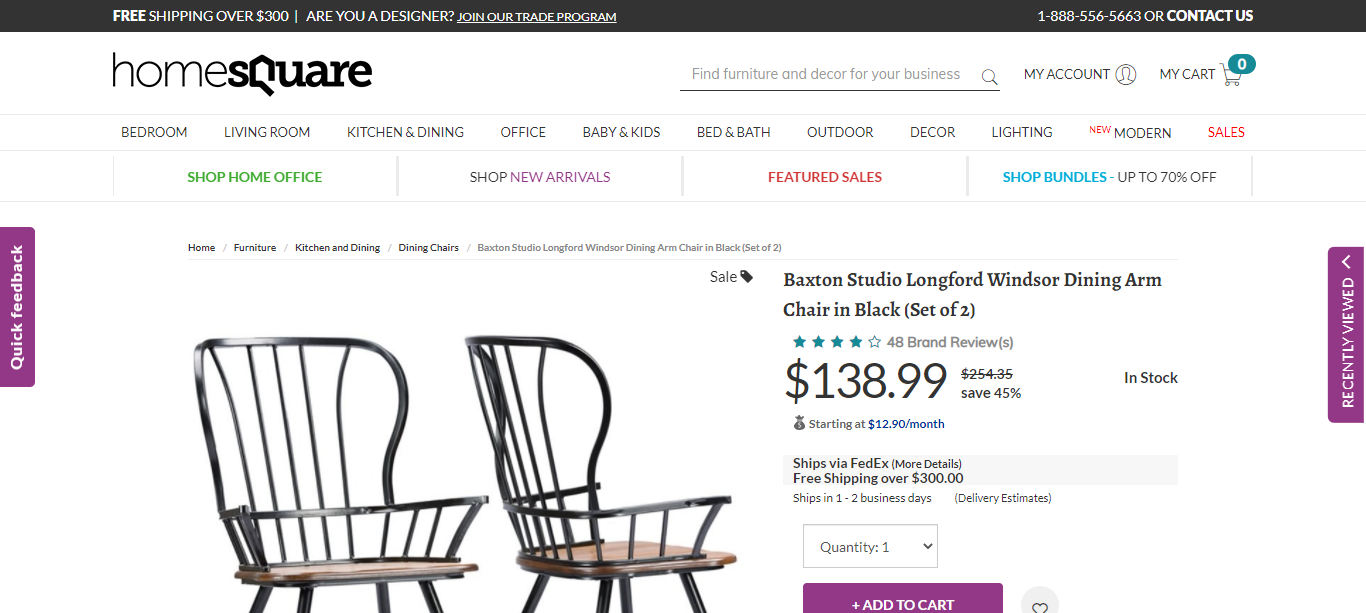 FREE SHIPPING OVER $300 | ARE YOU A DESIGNER? JOIN OUR TRADE PROGRAM
1-888-556-5663 OR CONTACT US
homesquare
Find furniture and decor for your business
MY ACCOUNT
MY CART
0
BEDROOM
LIVING ROOM
KITCHEN & DINING
OFFICE
BABY & KIDS
BED & BATH
OUTDOOR
DECOR
LIGHTING
NEW MODERN
SALES
SHOP HOME OFFICE
SHOP NEW ARRIVALS
FEATURED SALES
SHOP BUNDLES - UP TO 70% OFF
Quick feedback
Home / Furniture / Kitchen and Dining / Dining Chairs / Baxton Studio Longford Windsor Dining Arm Chair in Black (Set of 2)
Sale
Baxton Studio Longford Windsor Dining Arm
Chair in Black (Set of 2)
48 Brand Review(s)
$138.99
$254.35
save 45%
In Stock
Starting at $12.90/month
Ships via FedEx (More Details)
Free Shipping over $300.00
Ships in 1 - 2 business days (Delivery Estimates)
Quantity: 1
+ ADD TO CART
RECENTLY VIEWED